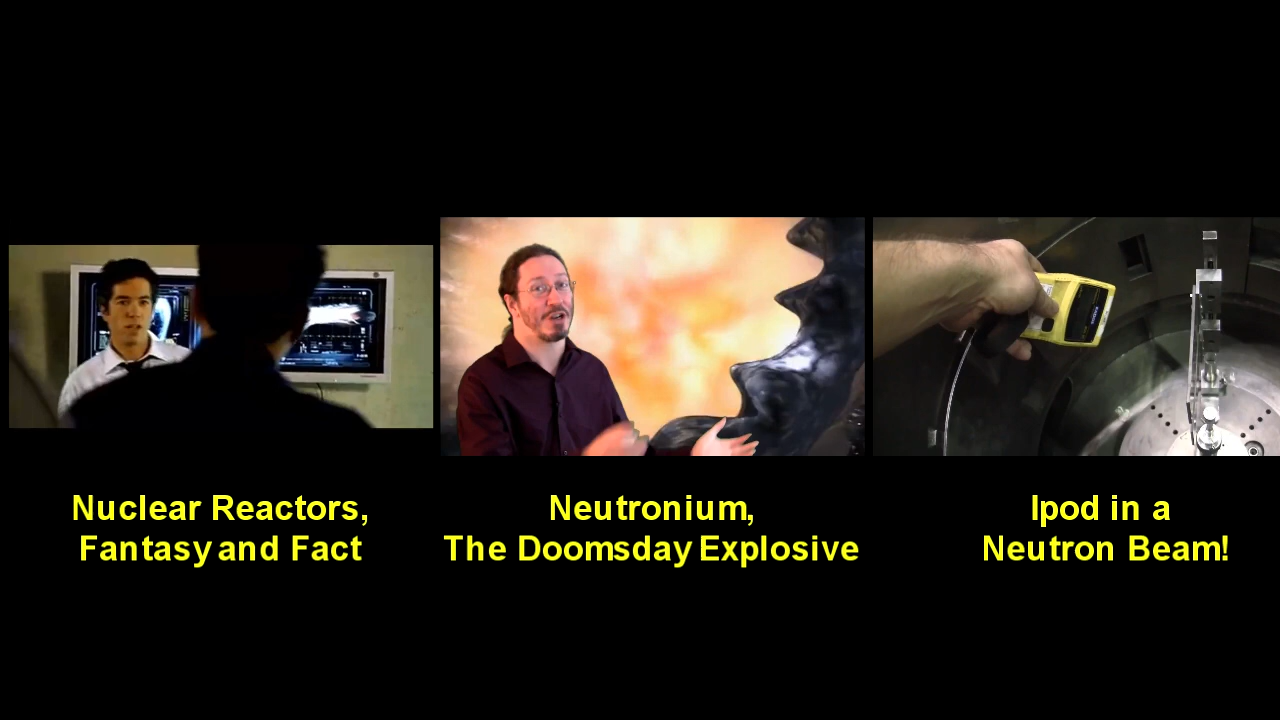 Nuclear Reactors,
Fantasy and Fact
Neutronium,
The Doomsday Explosive
Ipod in a
Neutron Beam!